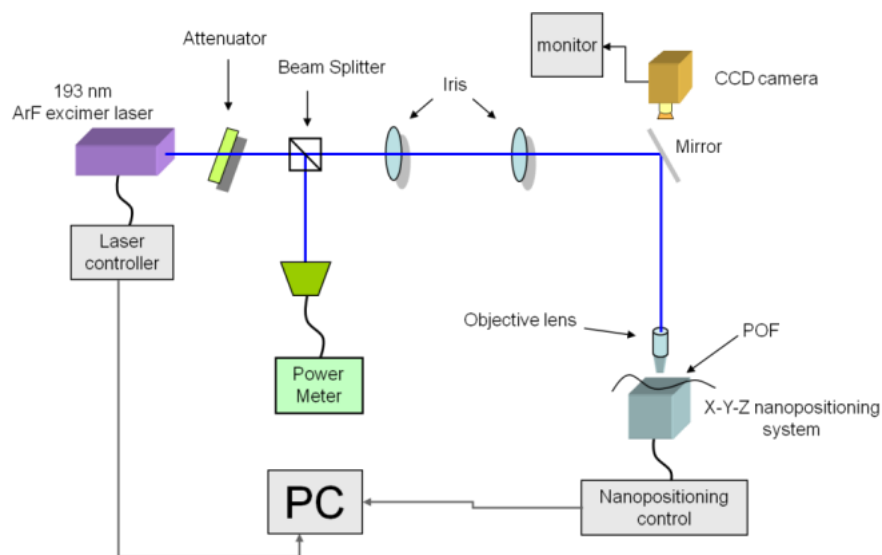 monitor
Attenuator
Beam Splitter
CCD camera
193 nm
ArF excimer laser
Iris
Mirror
Laser
controller
Objective lens
POF
Power
Meter
X-Y-Z nanopositioning
system
PC
Nanopositioning
control